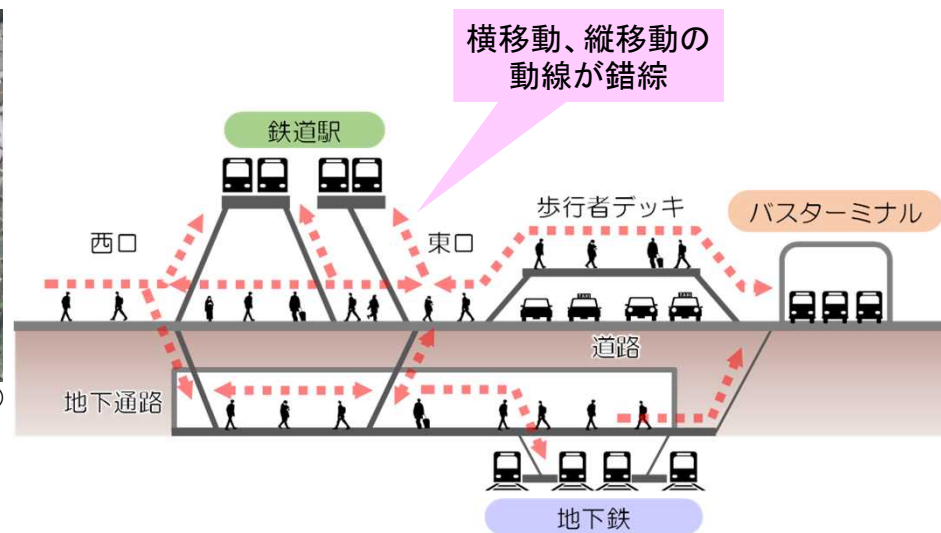 横移動、縦移動の
動線が錯綜
鉄道駅
西口
東口
歩行者デッキ
バスターミナル
道路
地下通路
地下鉄